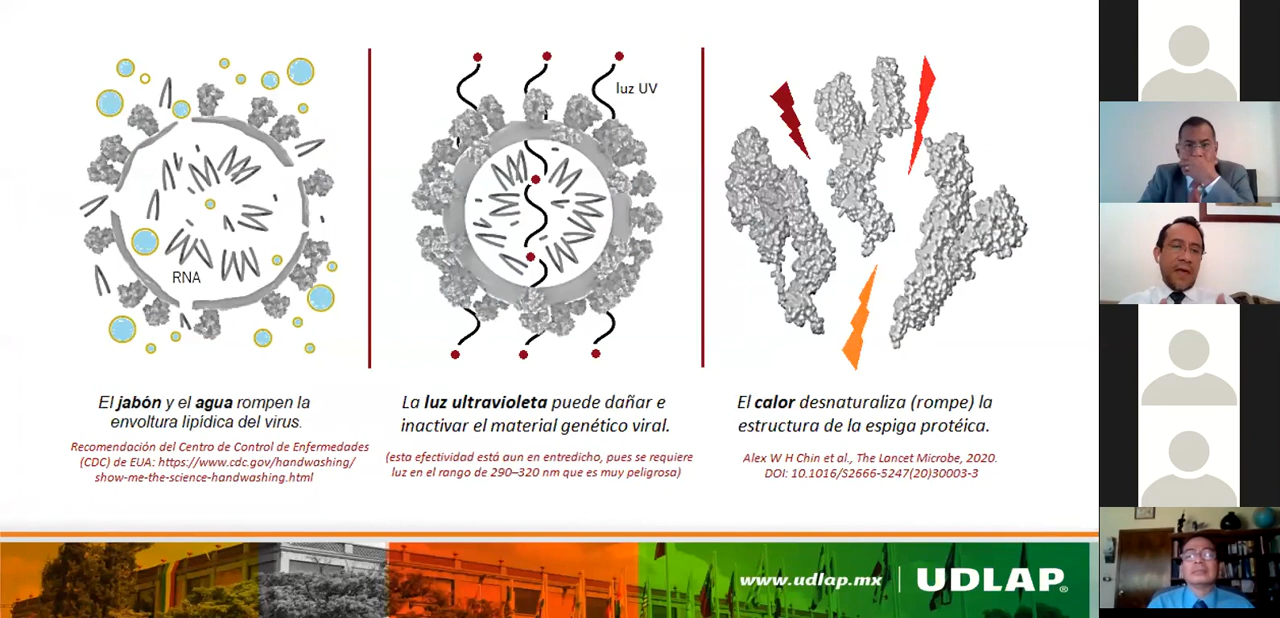 RNA
El jabón y el agua rompen la
envoltura lipídica del virus.
Recomendación del Centro de Control de Enfermedades
(CDC) de EUA: https://www.cdc.gov/handwashing/
show-me-the-science-handwashing.html
luz UV
La luz ultravioleta puede dañar e
inactivar el material genético viral.
(esta efectividad está aun en entredicho, pues se requiere
luz en el rango de 290–320 nm que es muy peligrosa)
El calor desnaturaliza (rompe) la
estructura de la espiga protéica.
Alex W H Chin et al., The Lancet Microbe, 2020.
DOI: 10.1016/S2666-5247(20)30003-3
www.udlap.mx | UDLAP®